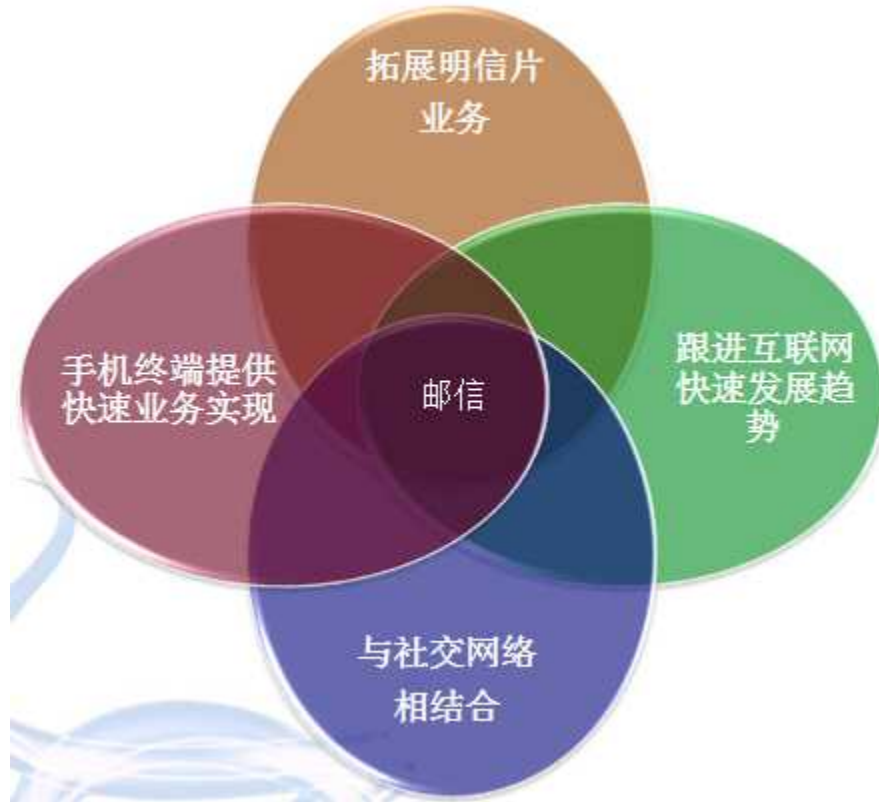 拓展明信片
业务
手机终端提供
快速业务实现
邮信
跟进互联网
快速发展趋
势
与社交网络
相结合